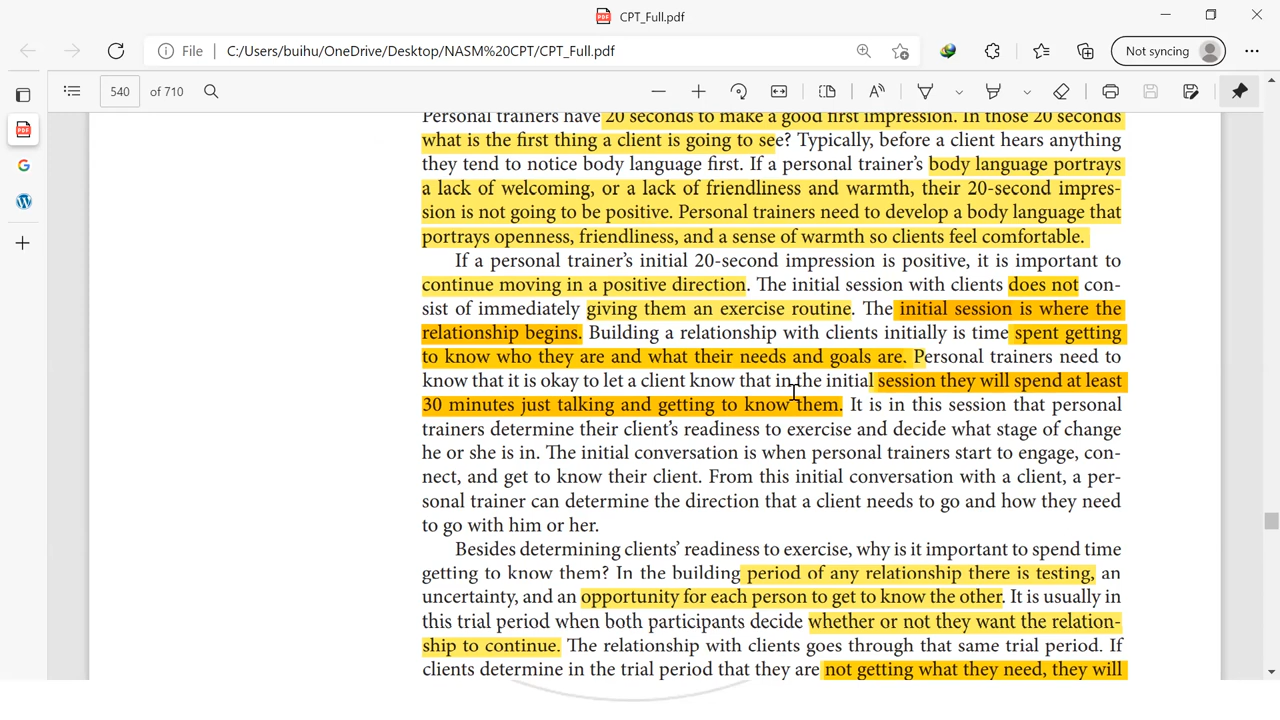 CPT_Full.pdf
File | C:/Users/buihu/OneDrive/Desktop/NASM%20CPT/CPT_Full.pdf
Not syncing
540 of 710
Personal trainers have 20 seconds to make a good first impression. In those 20 seconds
what is the first thing a client is going to see? Typically, before a client hears anything
they tend to notice body language first. If a personal trainer's body language portrays
a lack of welcoming, or a lack of friendliness and warmth, their 20-second impres-
sion is not going to be positive. Personal trainers need to develop a body language that
portrays openness, friendliness, and a sense of warmth so clients feel comfortable.
If a personal trainer's initial 20-second impression is positive, it is important to
continue moving in a positive direction. The initial session with clients does not con-
sist of immediately giving them an exercise routine. The initial session is where the
relationship begins. Building a relationship with clients initially is time spent getting
to know who they are and what their needs and goals are. Personal trainers need to
know that it is okay to let a client know that in the initial session they will spend at least
30 minutes just talking and getting to know them. It is in this session that personal
trainers determine their client's readiness to exercise and decide what stage of change
he or she is in. The initial conversation is when personal trainers start to engage, con-
nect, and get to know their client. From this initial conversation with a client, a per-
sonal trainer can determine the direction that a client needs to go and how they need
to go with him or her.
Besides determining clients' readiness to exercise, why is it important to spend time
getting to know them? In the building period of any relationship there is testing, an
uncertainty, and an opportunity for each person to get to know the other. It is usually in
this trial period when both participants decide whether or not they want the relation-
ship to continue. The relationship with clients goes through that same trial period. If
clients determine in the trial period that they are not getting what they need, they will